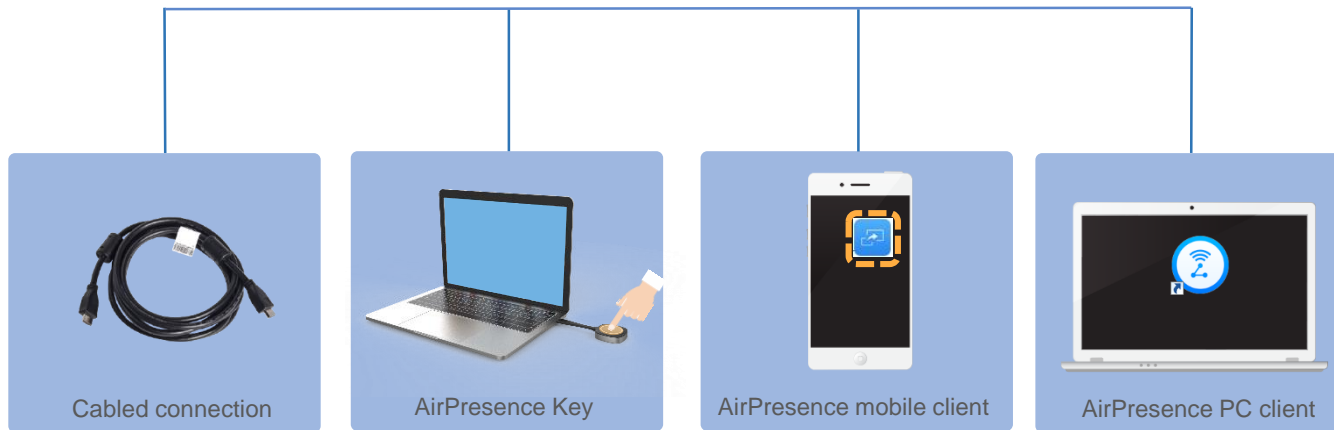 Cabled connection
AirPresence Key
AirPresence mobile client
AirPresence PC client